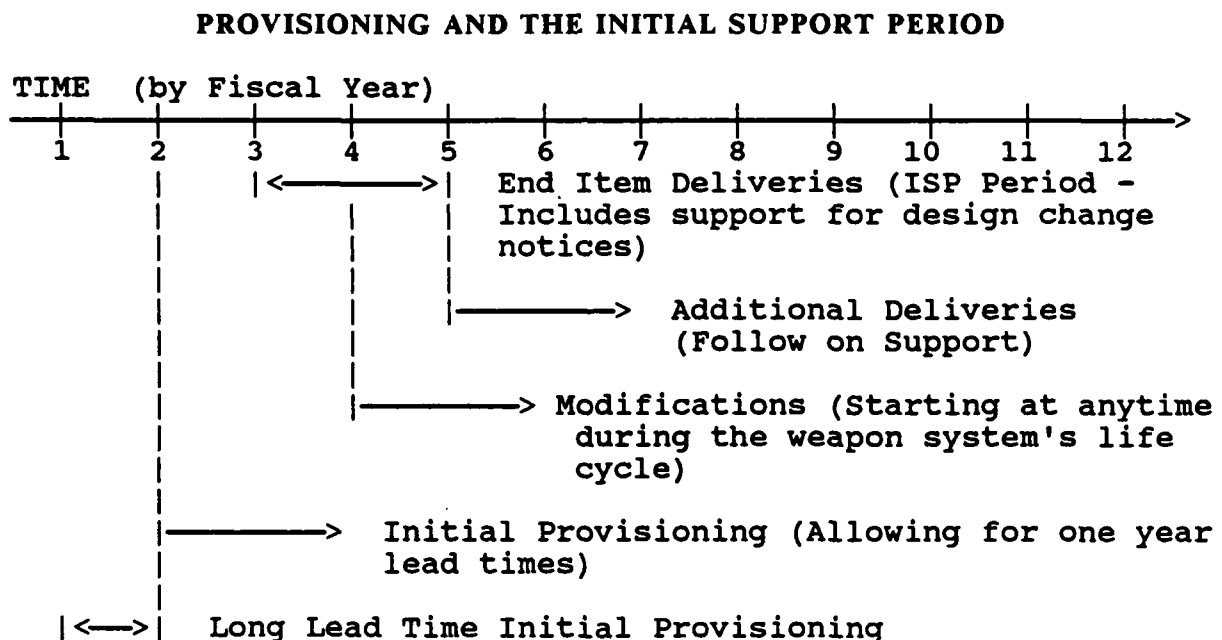 PROVISIONING AND THE INITIAL SUPPORT PERIOD
TIME (by Fiscal Year)
1 2 3 4 5 6 7 8 9 10 11 12
End Item Deliveries (ISP Period -
Includes support for design change
notices)
Additional Deliveries
(Follow on Support)
Modifications (Starting at anytime
during the weapon system's life
cycle)
Initial Provisioning (Allowing for one year
lead times)
Long Lead Time Initial Provisioning